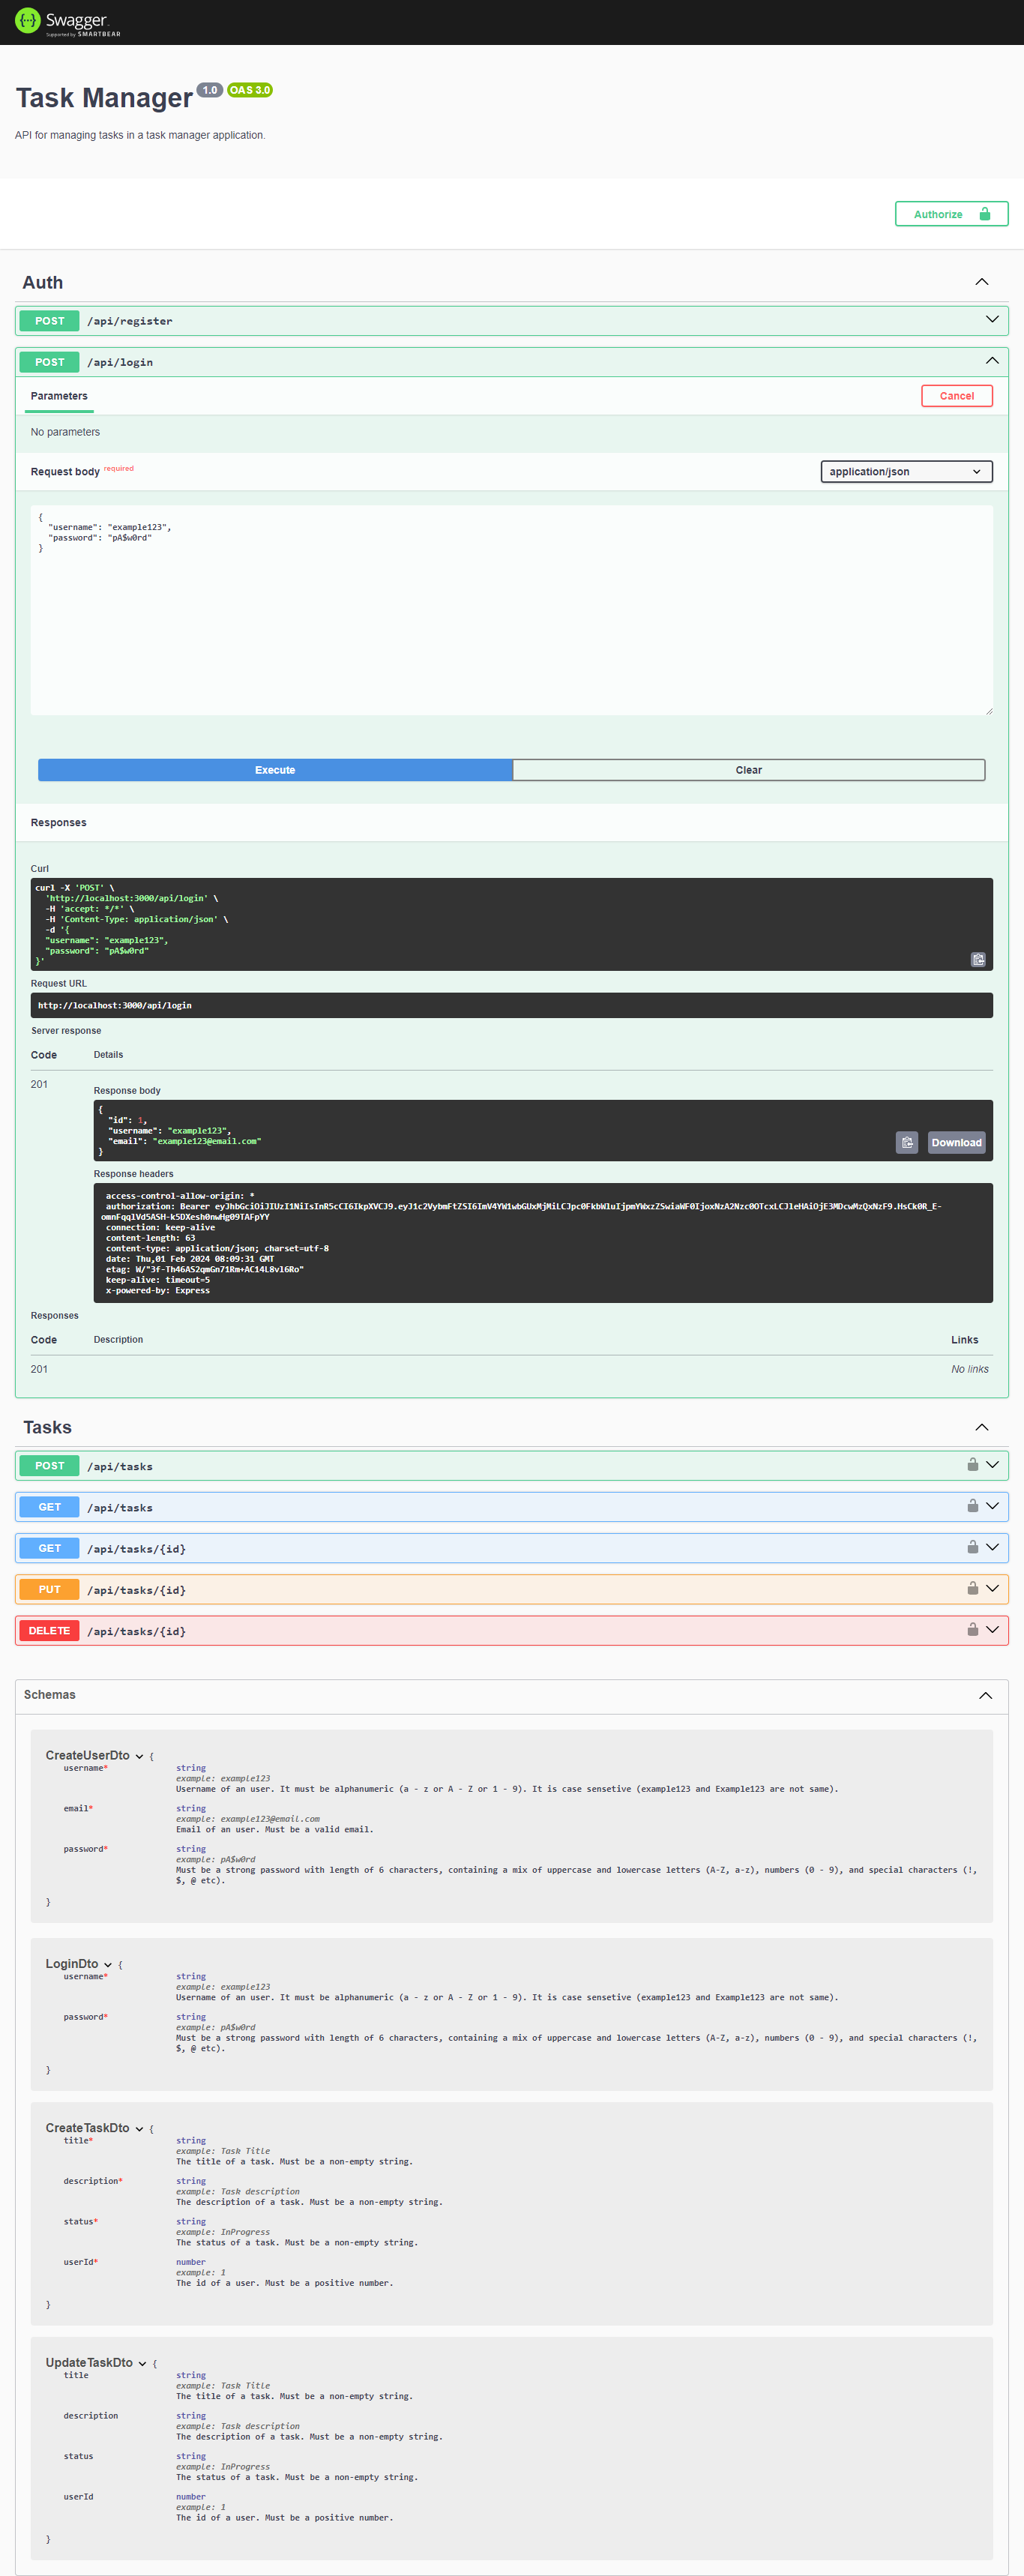 Swagger.
Supported by SMARTBEAR
Task Manager 1.0 OAS 3.0
API for managing tasks in a task manager application.
Authorize
Auth
POST /api/register
POST /api/login
Parameters
Cancel
No parameters
Request body required
application/json
{
"username": "example123",
"password": "pA$w0rd"
}
Execute
Clear
Responses
Curl
curl -X 'POST' \
'http://localhost:3000/api/login' \
-H 'accept: */*' \
-H 'Content-Type: application/json' \
-d '{
"username": "example123",
"password": "pA$w0rd"
}'
Request URL
http://localhost:3000/api/login
Server response
Code Details
201
Response body
{
"id": 1,
"username": "example123",
"email": "example123@email.com"
}
Download
Response headers
access-control-allow-origin: *
authorization: Bearer
connection: keep-alive
content-length: 63
content-type: application/json; charset=utf-8
date: Thu,01 Feb 2024 08:09:31 GMT
etag: W/"3f-Th46AS2qmGn71Rm+AC14L8vl6Ro"
keep-alive: timeout=5
x-powered-by: Express
Responses
Code Description Links
201 No links
Tasks
POST /api/tasks
GET /api/tasks
GET /api/tasks/{id}
PUT /api/tasks/{id}
DELETE /api/tasks/{id}
Schemas
CreateUserDto {
username* string
example: example123
Username of an user. It must be alphanumeric (a - z or A - Z or 1 - 9). It is case sensetive (example123 and Example123 are not same).
email* string
example: example123@email.com
Email of an user. Must be a valid email.
password* string
example: pA$w0rd
Must be a strong password with length of 6 characters, containing a mix of uppercase and lowercase letters (A-Z, a-z), numbers (0 - 9), and special characters (!,
$, @ etc).
}
LoginDto {
username* string
example: example123
Username of an user. It must be alphanumeric (a - z or A - Z or 1 - 9). It is case sensetive (example123 and Example123 are not same).
password* string
example: pA$w0rd
Must be a strong password with length of 6 characters, containing a mix of uppercase and lowercase letters (A-Z, a-z), numbers (0 - 9), and special characters (!,
$, @ etc).
}
CreateTaskDto {
title* string
example: Task Title
The title of a task. Must be a non-empty string.
description* string
example: Task description
The description of a task. Must be a non-empty string.
status* string
example: InProgress
The status of a task. Must be a non-empty string.
userId* number
example: 1
The id of a user. Must be a positive number.
}
UpdateTaskDto {
title string
example: Task Title
The title of a task. Must be a non-empty string.
description string
example: Task description
The description of a task. Must be a non-empty string.
status string
example: InProgress
The status of a task. Must be a non-empty string.
userId number
example: 1
The id of a user. Must be a positive number.
}